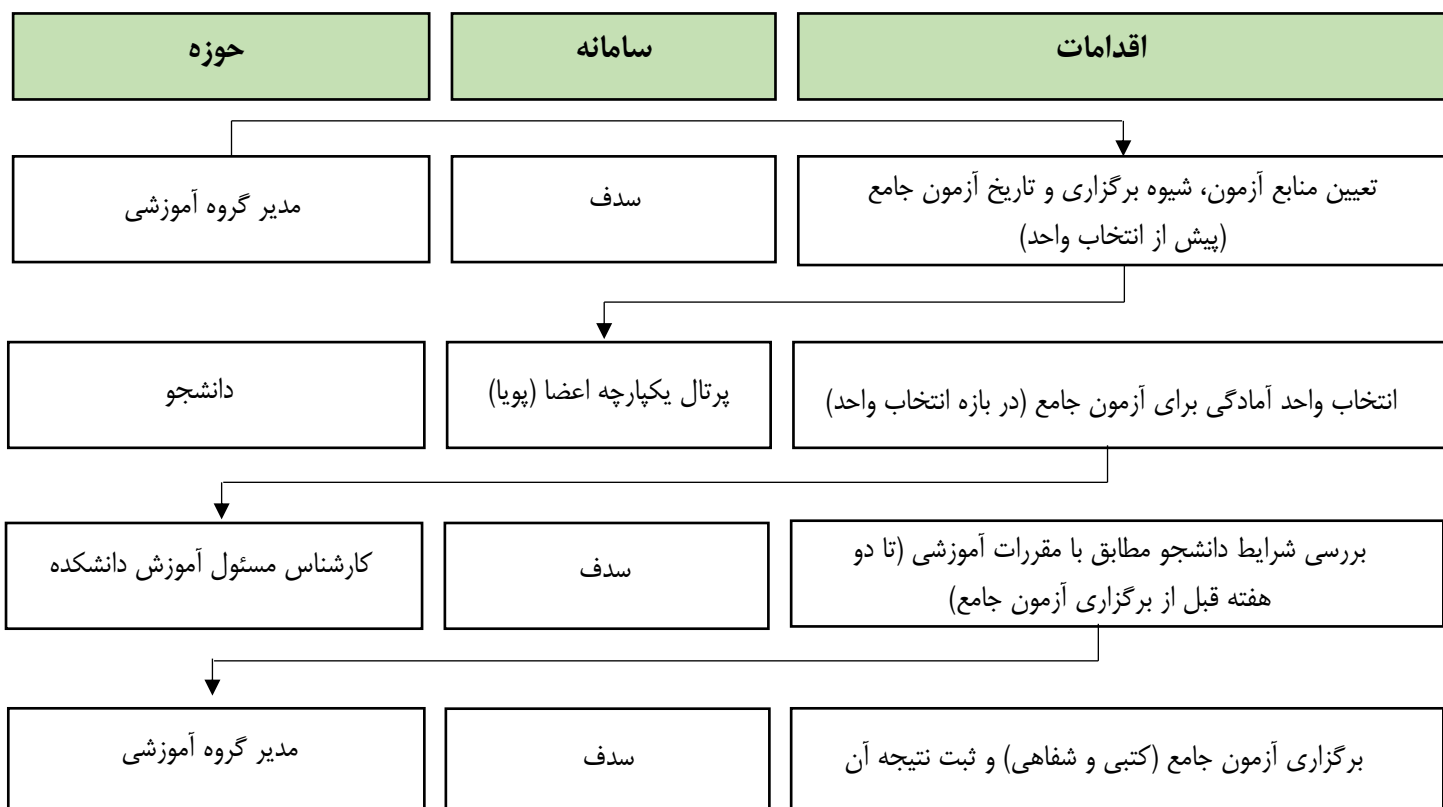 اقدامات
سامانه
حوزه
تعیین منابع آزمون، شیوه برگزاری و تاریخ آزمون جامع
(پیش از انتخاب واحد)
سدف
مدیر گروه آموزشی
انتخاب واحد آمادگی برای آزمون جامع (در بازه انتخاب واحد)
پرتال یکپارچه اعضا (پویا)
دانشجو
بررسی شرایط دانشجو مطابق با مقررات آموزشی (تا دو
هفته قبل از برگزاری آزمون جامع)
سدف
کارشناس مسئول آموزش دانشکده
برگزاری آزمون جامع (کتبی و شفاهی) و ثبت نتیجه آن
سدف
مدیر گروه آموزشی